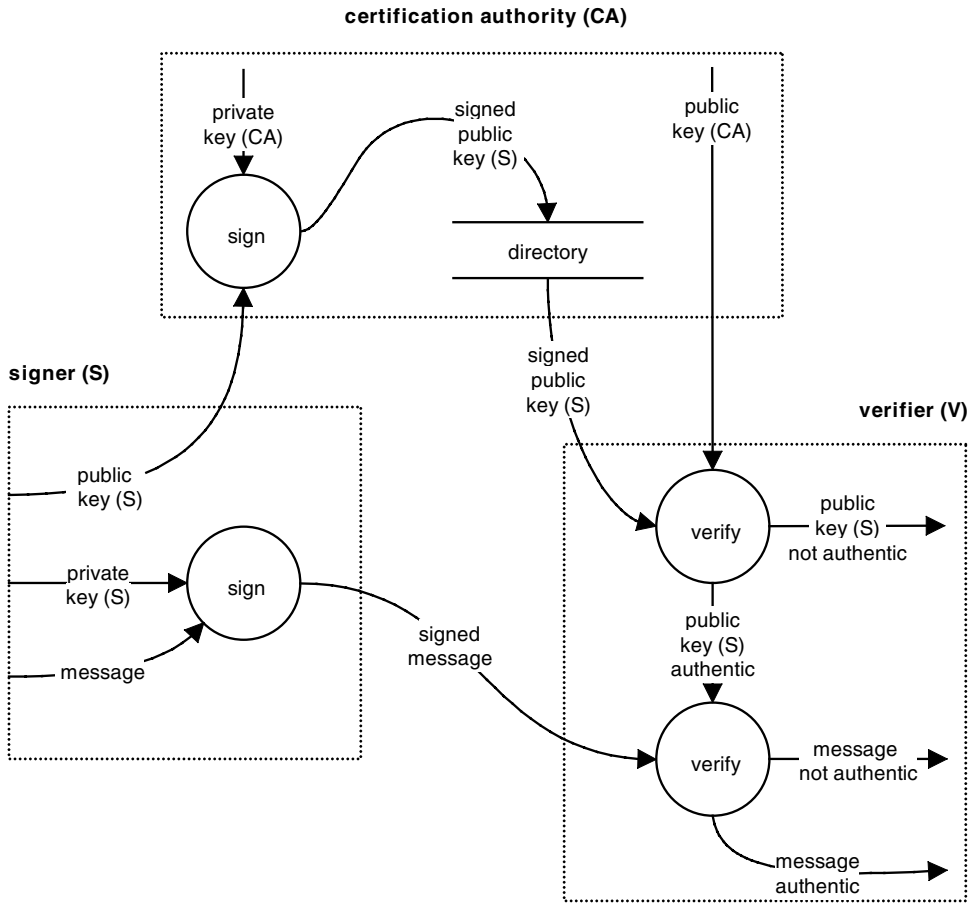 certification authority (CA)
private
key (CA)
signed
public
key (S)
public
key (CA)
sign
directory
signed
public
key (S)
signer (S)
verifier (V)
public
key (S)
private
key (S)
message
sign
signed
message
verify
public
key (S)
not authentic
public
key (S)
authentic
verify
message
not authentic
message
authentic